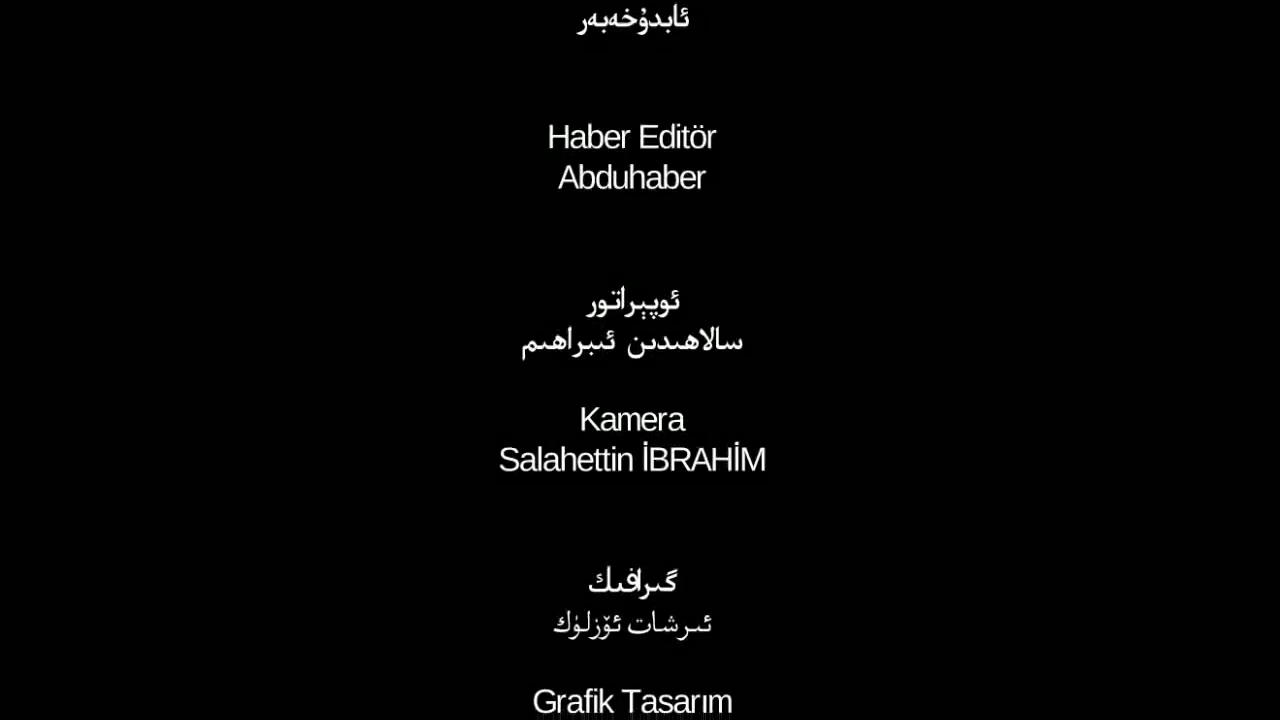 ئابدۇخەبەر
Haber Editör
Abduhaber
ئوپېراتور
سالاھىدىن ئىبراھىم
Kamera
Salahettin İBRAHİM
گىرافىك
ئىرشات ئۆزلۈك
Grafik Tasarım